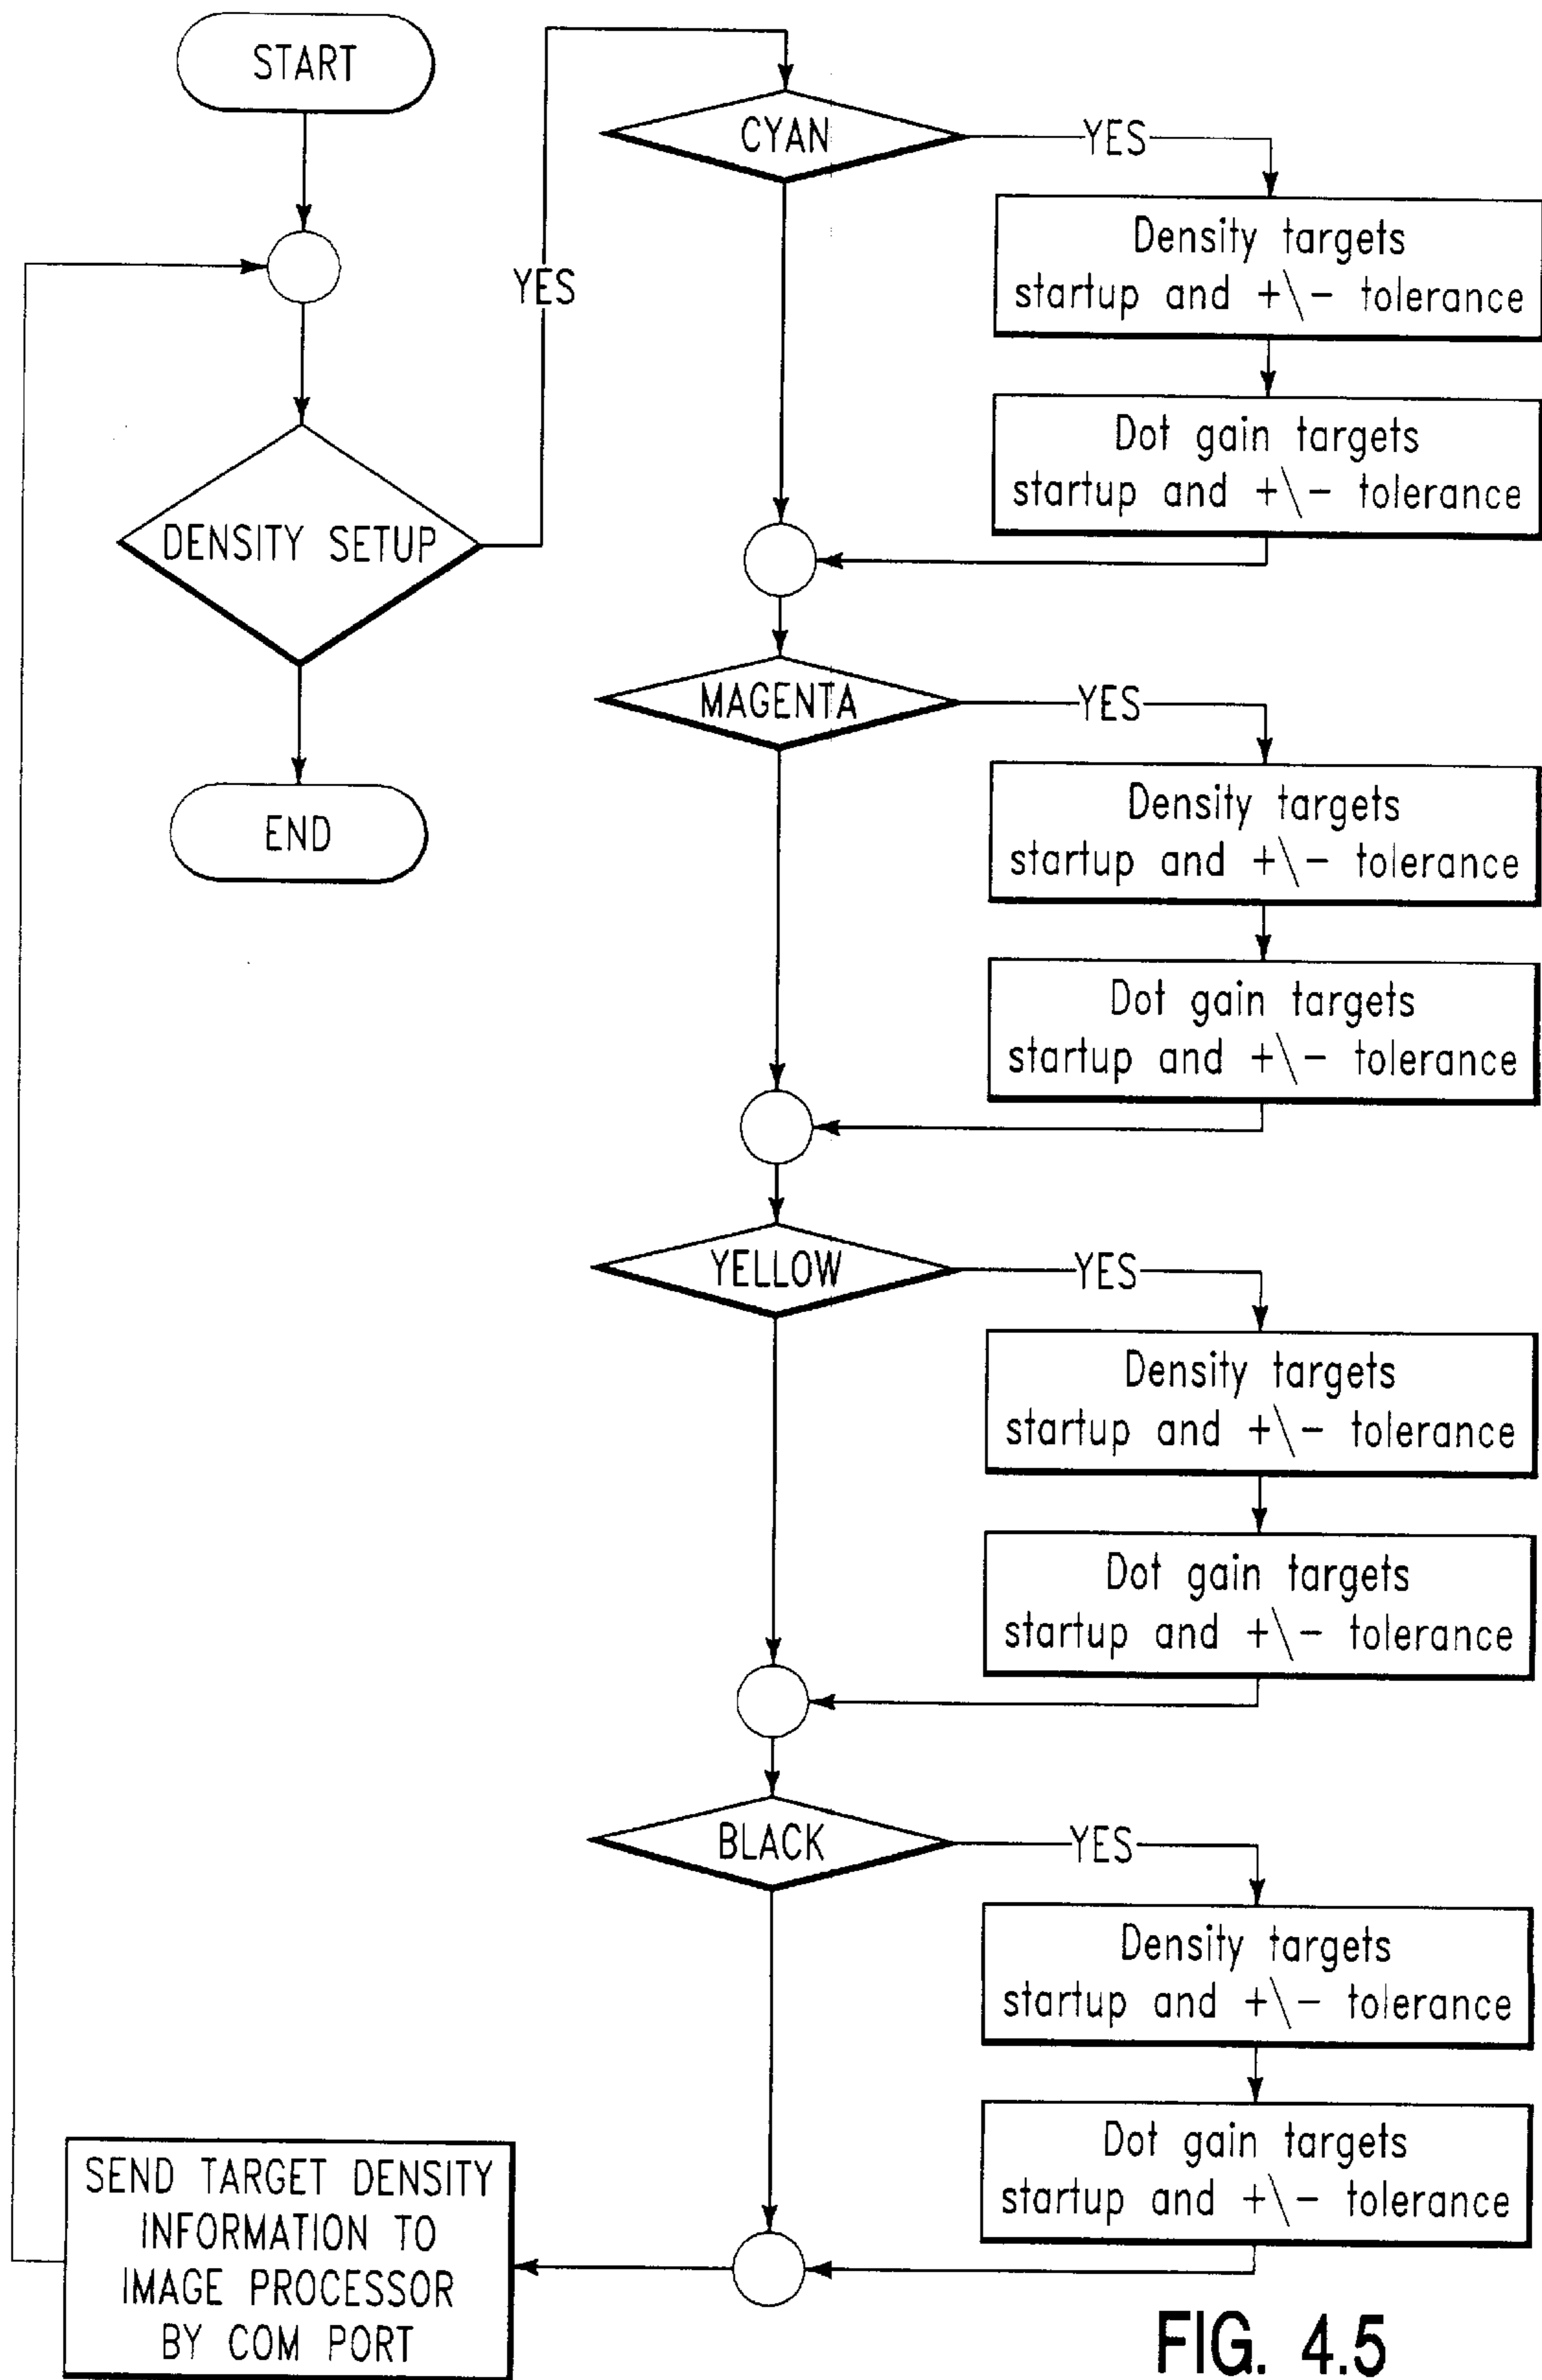 START
YES
DENSITY SETUP
END
CYAN
YES
Density targets
startup and +\- tolerance
Dot gain targets
startup and +\- tolerance
MAGENTA
YES
Density targets
startup and +\- tolerance
Dot gain targets
startup and +\- tolerance
YELLOW
YES
Density targets
startup and +\- tolerance
Dot gain targets
startup and +\- tolerance
BLACK
YES
Density targets
startup and +\- tolerance
Dot gain targets
startup and +\- tolerance
SEND TARGET DENSITY
INFORMATION TO
IMAGE PROCESSOR
BY COM PORT
FIG. 4.5